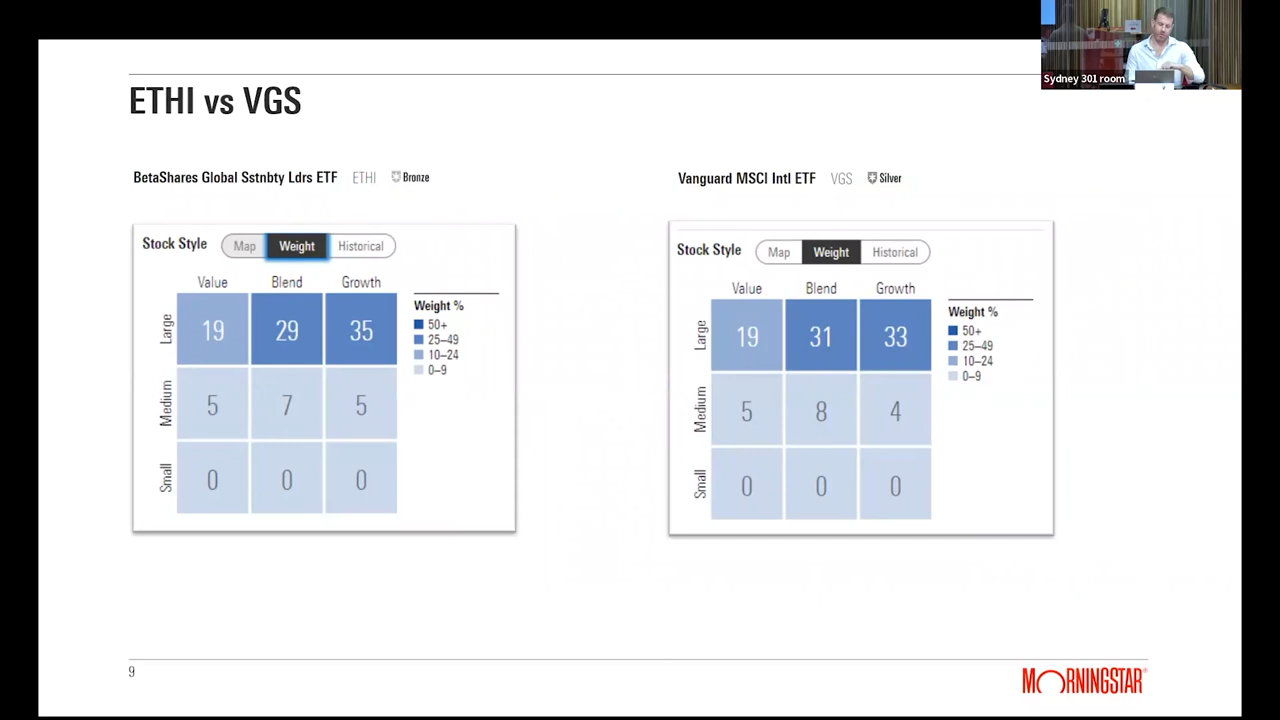 Sydney 301 room
ETHI vs VGS
BetaShares Global Sstnbty Ldrs ETF ETHI Bronze
Stock Style Map Weight Historical
Value Blend Growth
Large 19 29 35
Medium 5 7 5
Small 0 0 0
Weight %
50+
25–49
10–24
0–9
Vanguard MSCI Intl ETF VGS Silver
Stock Style Map Weight Historical
Value Blend Growth
Large 19 31 33
Medium 5 8 4
Small 0 0 0
Weight %
50+
25–49
10–24
0–9
9
MORNINGSTAR®